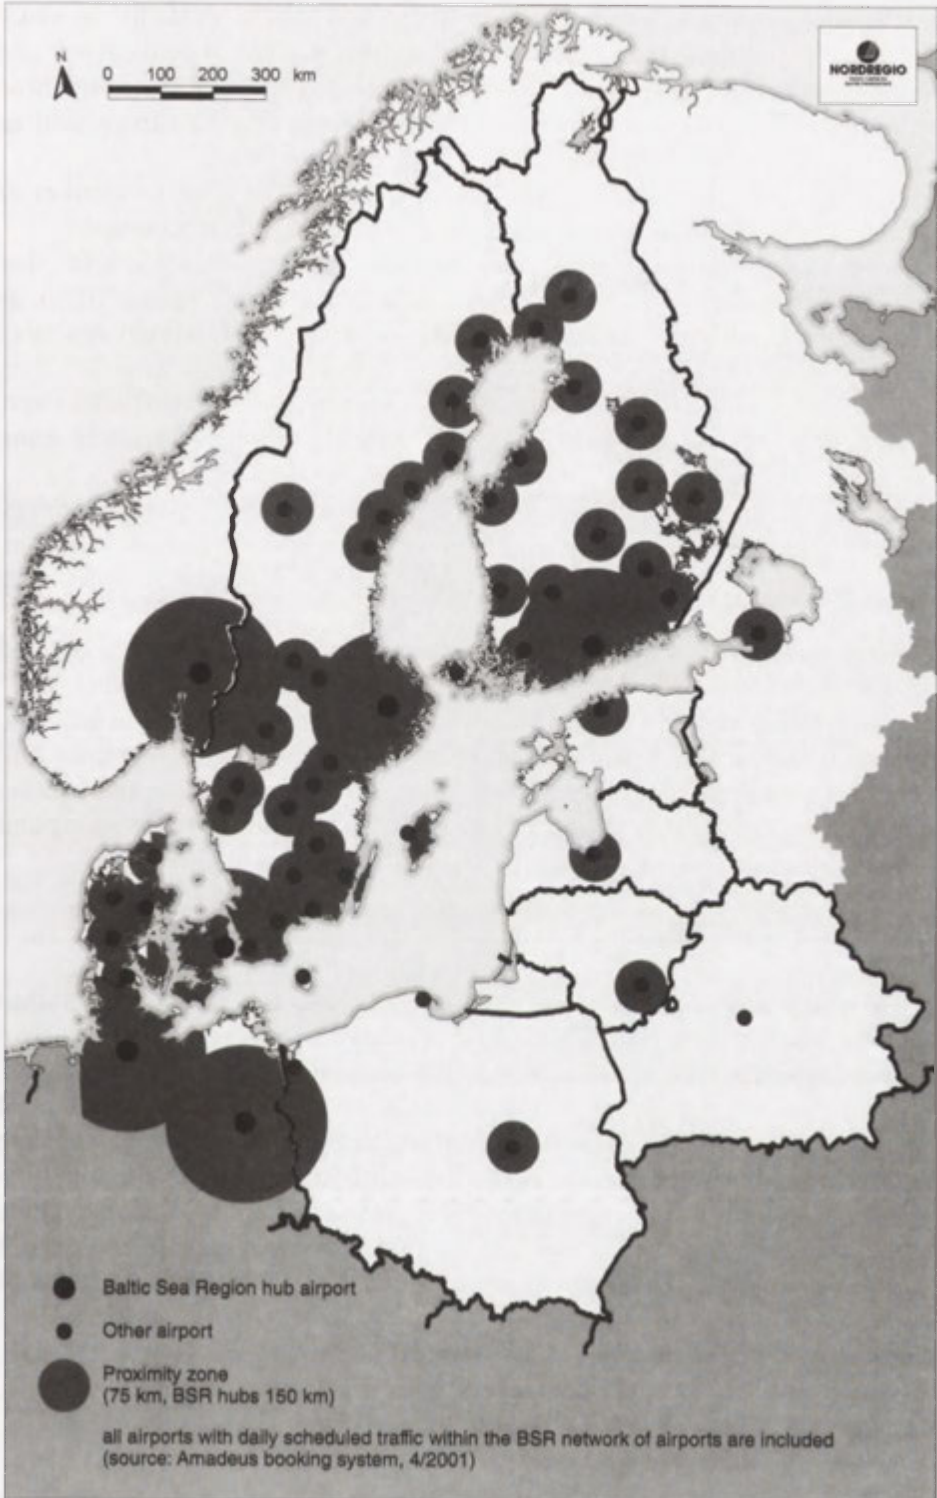 N
0 100 200 300 km
NORDREGIO
Baltic Sea Region hub airport
Other airport
Proximity zone
(75 km, BSR hubs 150 km)
all airports with daily scheduled traffic within the BSR network of airports are included
(source: Amadeus booking system, 4/2001)